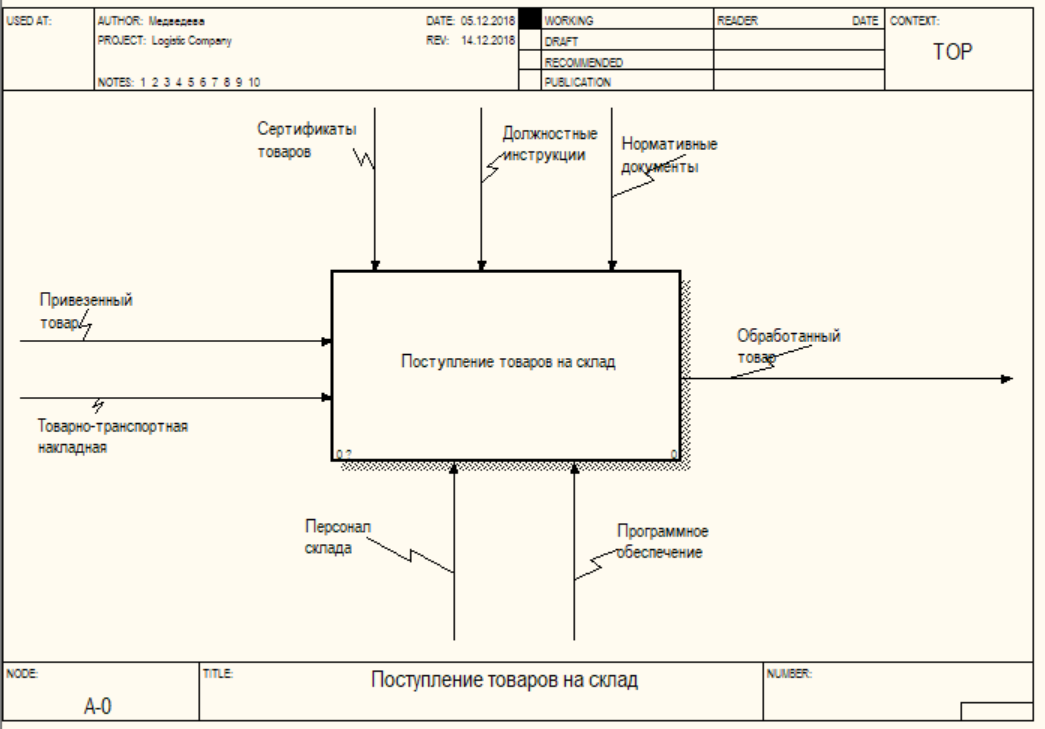 USED AT:
AUTHOR: Медведева
DATE: 05.12.2018
WORKING
READER
DATE
CONTEXT:
PROJECT: Logistic Company
REV: 14.12.2018
DRAFT
TOP
RECOMMENDED
NOTES: 1 2 3 4 5 6 7 8 9 10
PUBLICATION
Сертификаты
товаров
Должностные
инструкции
Нормативные
документы
Привезенный
товар
Поступление товаров на склад
Обработанный
товар
Товарно-транспортная
накладная
0 ?
0
Персонал
склада
Программное
обеспечение
NODE:
A-0
TITLE:
Поступление товаров на склад
NUMBER: